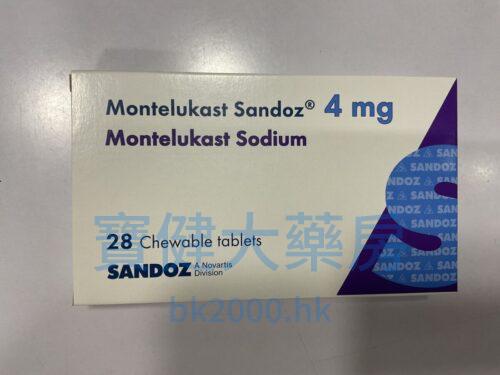 Montelukast Sandoz® 4 mg
Montelukast Sodium
28 Chewable tablets
寶健大藥房
SANDOZ A Novartis
Division
bk2000.hk